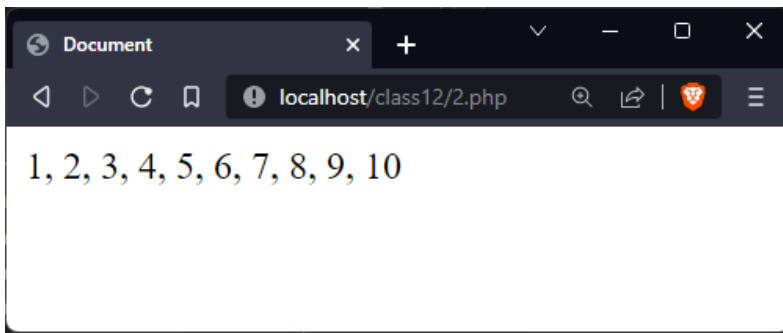 Document
localhost/class12/2.php
1, 2, 3, 4, 5, 6, 7, 8, 9, 10